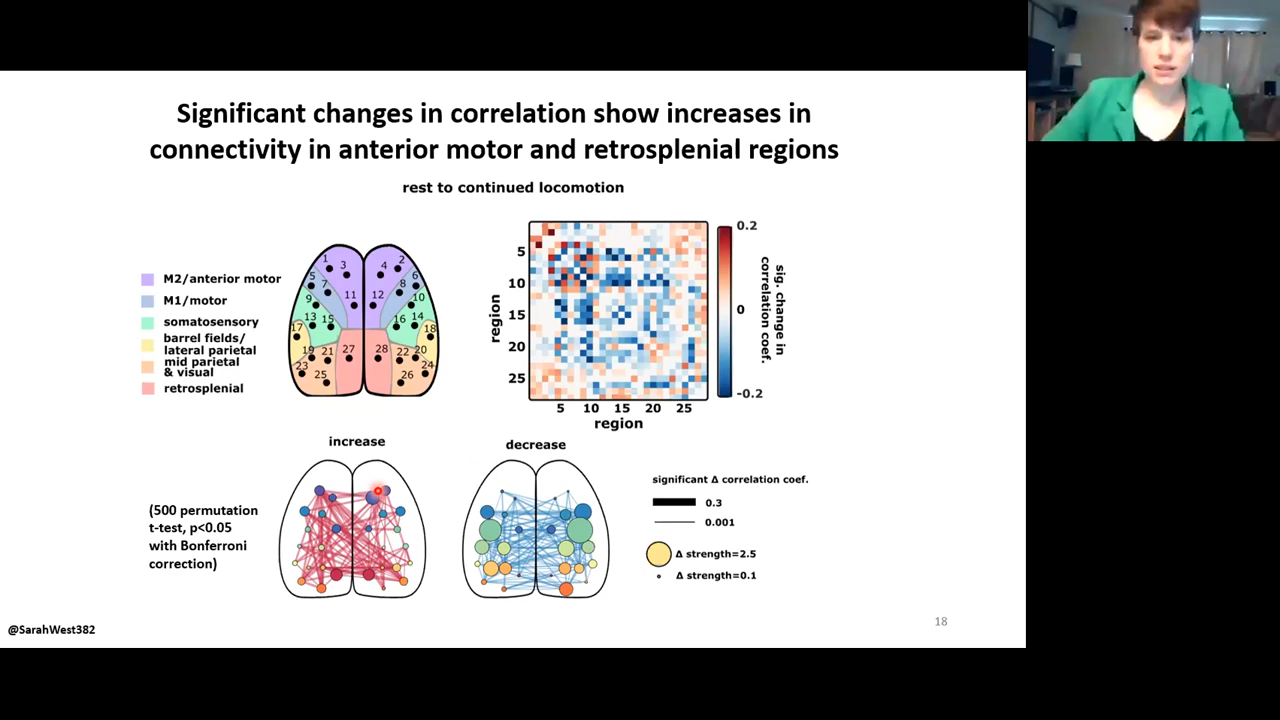 Significant changes in correlation show increases in
connectivity in anterior motor and retrosplenial regions
rest to continued locomotion
M2/anterior motor
M1/motor
somatosensory
barrel fields/
lateral parietal
mid parietal
& visual
retrosplenial
1 3 4 2
5 7 8 6
9 11 12 10
13 15 16 14
17 18
19 21 27 28 22 20
23 25 26 24
region
5
10
15
20
25
5 10 15 20 25
region
0.2
0
-0.2
sig. change in
correlation coef.
increase
decrease
(500 permutation
t-test, p<0.05
with Bonferroni
correction)
significant Δ correlation coef.
0.3
0.001
Δ strength=2.5
Δ strength=0.1
@SarahWest382
18